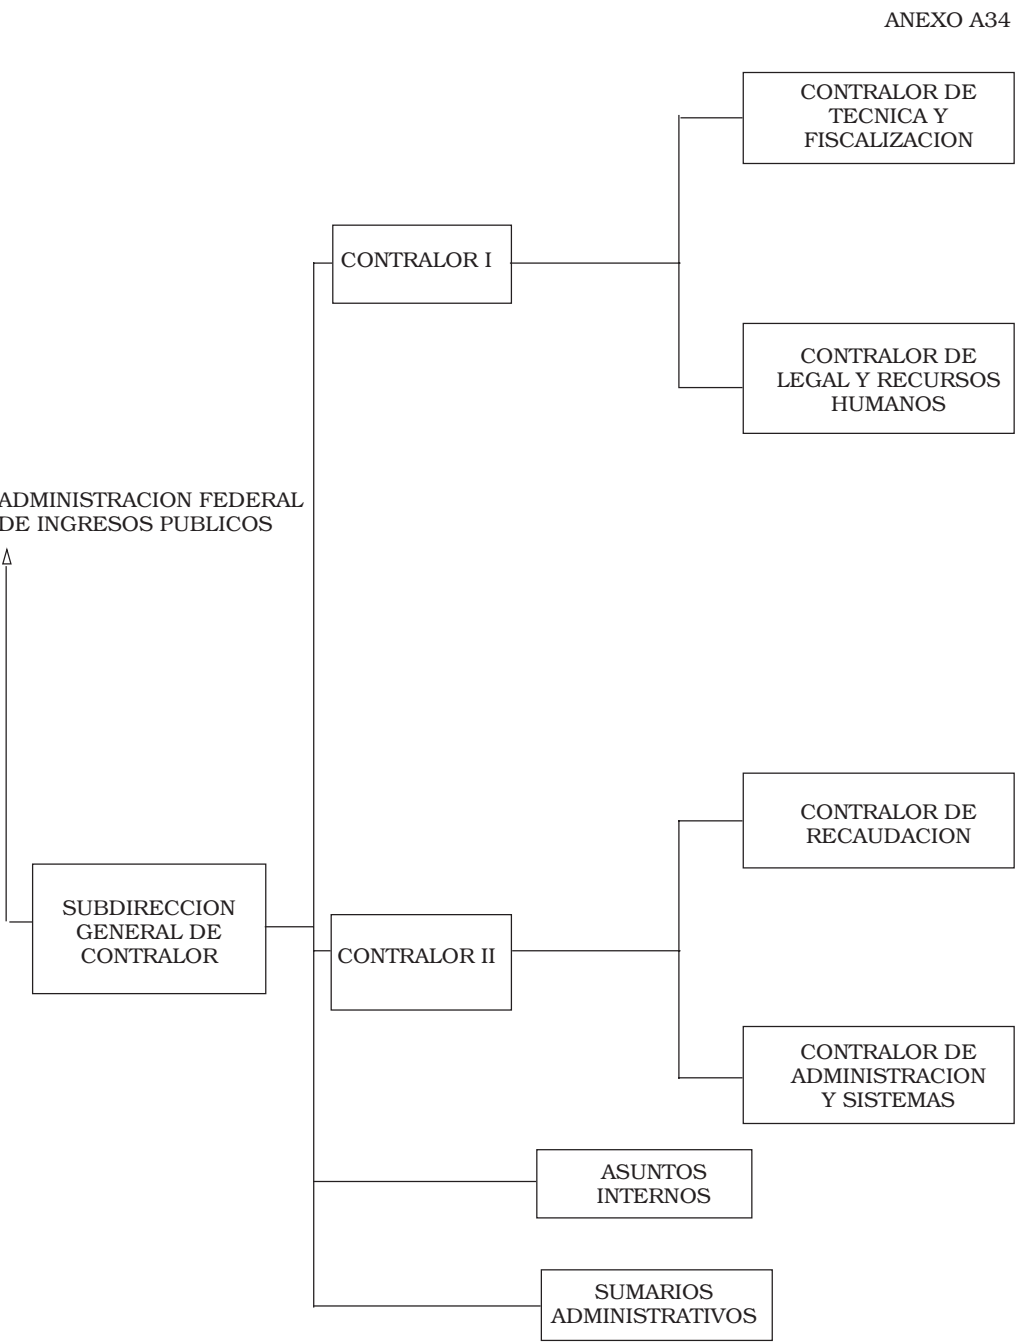 ANEXO A34
CONTRALOR DE
TECNICA Y
FISCALIZACION
CONTRALOR I
CONTRALOR DE
LEGAL Y RECURSOS
HUMANOS
ADMINISTRACION FEDERAL
DE INGRESOS PUBLICOS
CONTRALOR DE
RECAUDACION
SUBDIRECCION
GENERAL DE
CONTRALOR
CONTRALOR II
CONTRALOR DE
ADMINISTRACION
Y SISTEMAS
ASUNTOS
INTERNOS
SUMARIOS
ADMINISTRATIVOS